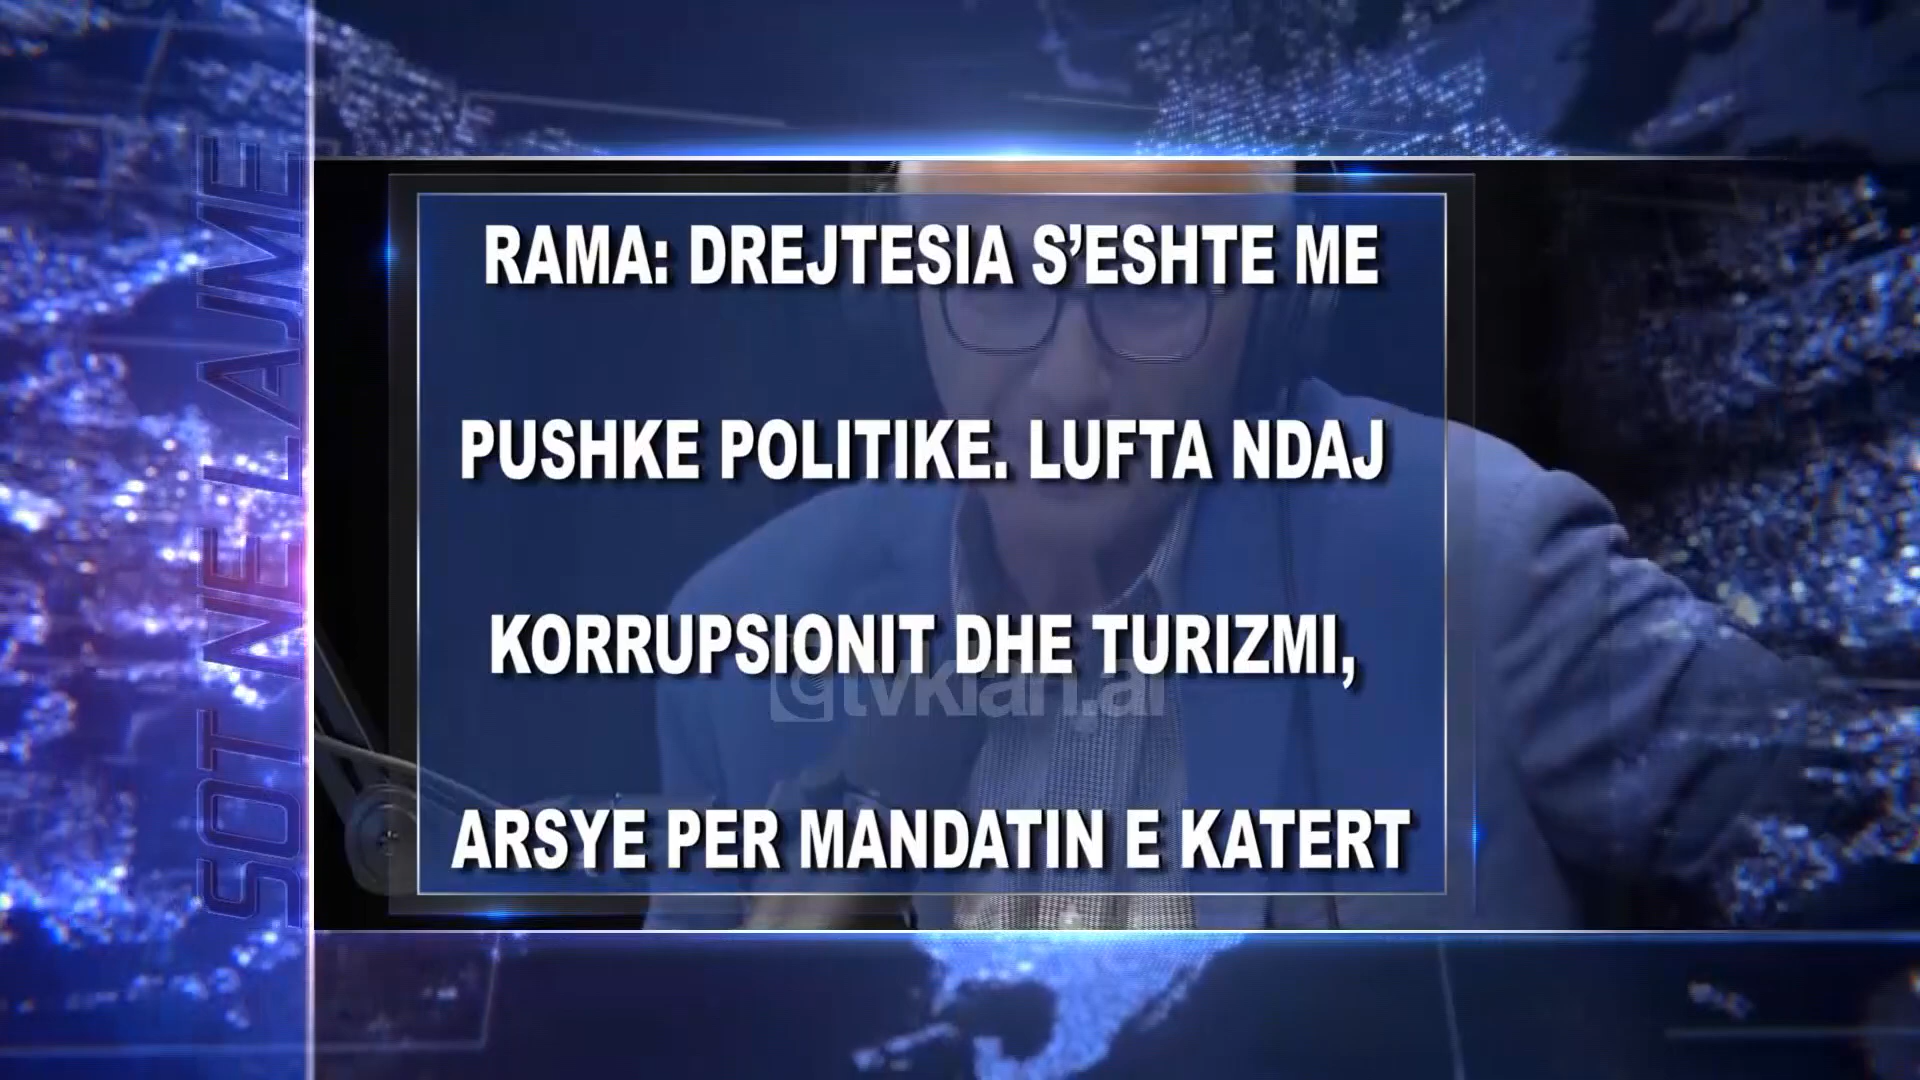 SOT NE LAJME
RAMA: DREJTESIA S’ESHTE ME
PUSHKE POLITIKE. LUFTA NDAJ
KORRUPSIONIT DHE TURIZMI,
tvklan.al
ARSYE PER MANDATIN E KATERT